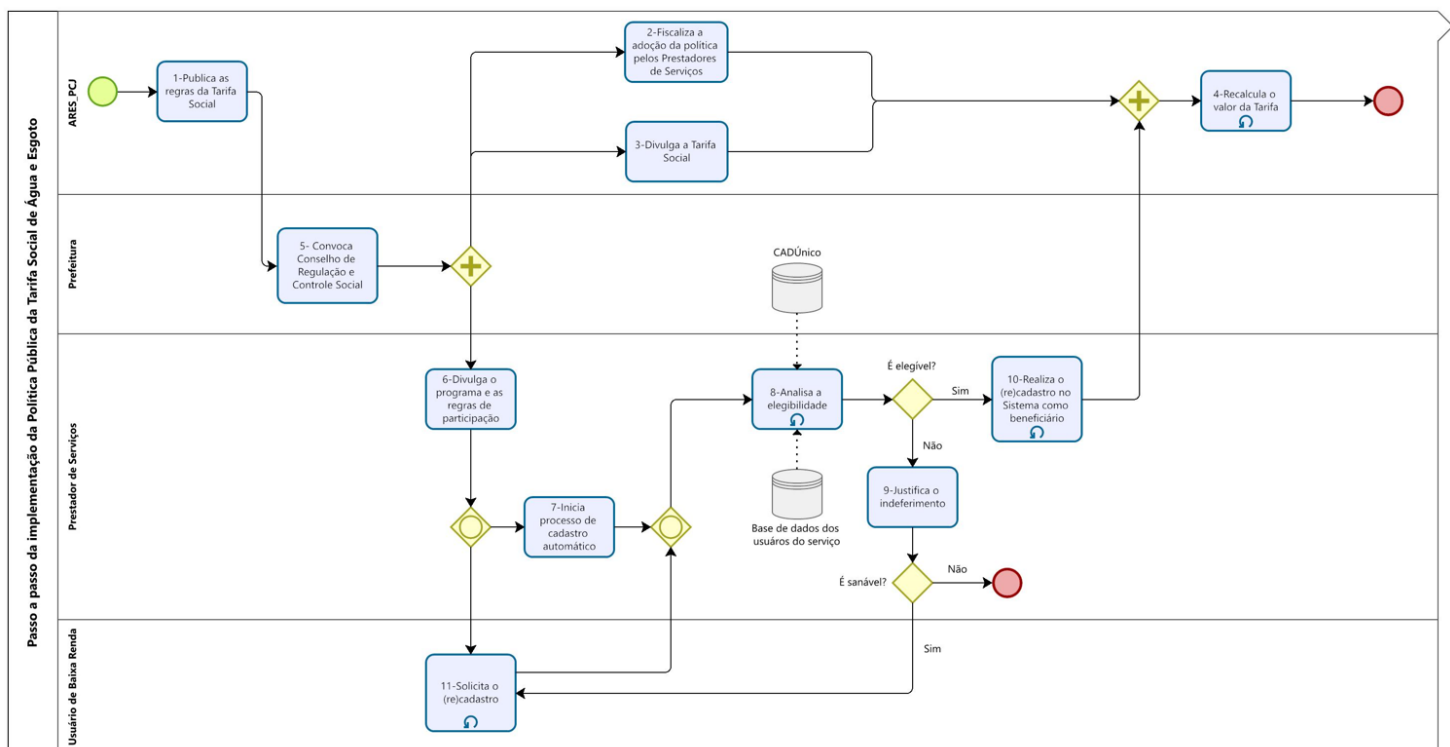 Passo a passo da implementação da Política Pública da Tarifa Social de Água e Esgoto
ARES_PCJ
1-Publica as
regras da Tarifa
Social
2-Fiscaliza a
adoção da política
pelos Prestadores
de Serviços
3-Divulga a Tarifa
Social
4-Recalcula o
valor da Tarifa
Prefeitura
5- Convoca
Conselho de
Regulação e
Controle Social
CADÚnico
Prestador de Serviços
6-Divulga o
programa e as
regras de
participação
7-Inicia
processo de
cadastro
automático
8-Analisa a
elegibilidade
Base de dados dos
usuáros do serviço
É elegível?
Sim
Não
10-Realiza o
(re)cadastro no
Sistema como
beneficiário
9-Justifica o
indeferimento
É sanável?
Não
Sim
Usuário de Baixa Renda
11-Solicita o
(re)cadastro